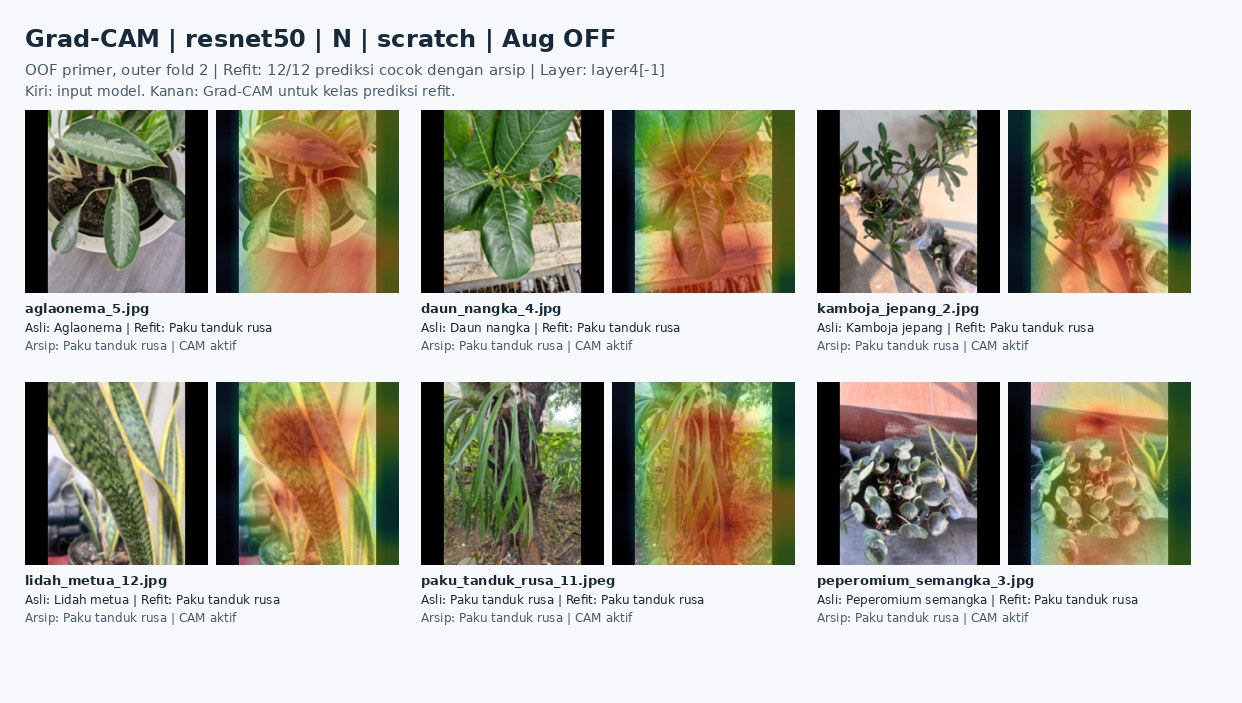 Grad-CAM | resnet50 | N | scratch | Aug OFF
OOF primer, outer fold 2 | Refit: 12/12 prediksi cocok dengan arsip | Layer: layer4[-1]
Kiri: input model. Kanan: Grad-CAM untuk kelas prediksi refit.
aglaonema_5.jpg
Asli: Aglaonema | Refit: Paku tanduk rusa
Arsip: Paku tanduk rusa | CAM aktif
daun_nangka_4.jpg
Asli: Daun nangka | Refit: Paku tanduk rusa
Arsip: Paku tanduk rusa | CAM aktif
kamboja_jepang_2.jpg
Asli: Kamboja jepang | Refit: Paku tanduk rusa
Arsip: Paku tanduk rusa | CAM aktif
lidah_metua_12.jpg
Asli: Lidah metua | Refit: Paku tanduk rusa
Arsip: Paku tanduk rusa | CAM aktif
paku_tanduk_rusa_11.jpeg
Asli: Paku tanduk rusa | Refit: Paku tanduk rusa
Arsip: Paku tanduk rusa | CAM aktif
peperomium_semangka_3.jpg
Asli: Peperomium semangka | Refit: Paku tanduk rusa
Arsip: Paku tanduk rusa | CAM aktif